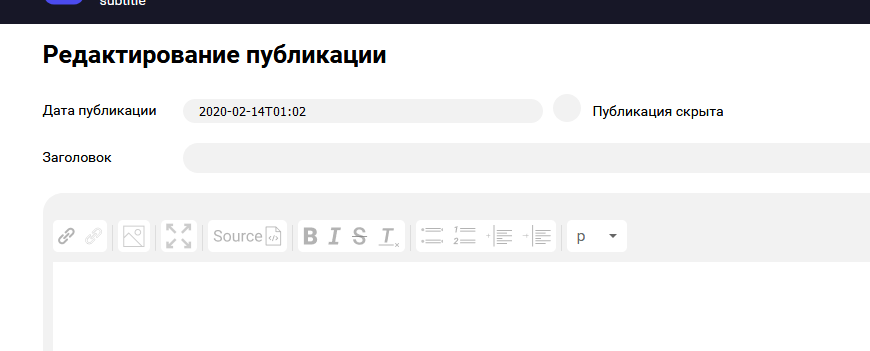 subtitle
Редактирование публикации
Дата публикации 2020-02-14T01:02 Публикация скрыта
Заголовок
Source B I S T p